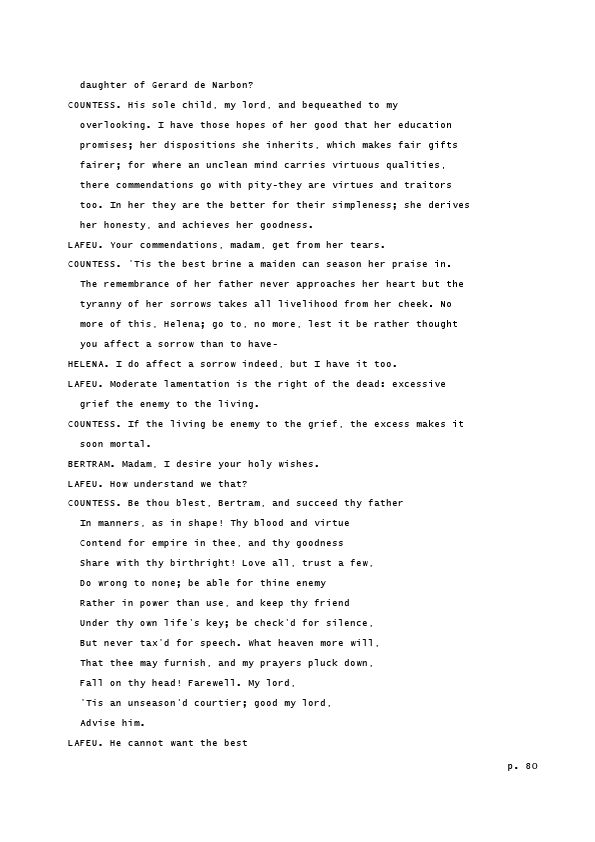 daughter of Gerard de Narbon?
COUNTESS. His sole child, my lord, and bequeathed to my
overlooking. I have those hopes of her good that her education
promises; her dispositions she inherits, which makes fair gifts
fairer; for where an unclean mind carries virtuous qualities,
there commendations go with pity-they are virtues and traitors
too. In her they are the better for their simpleness; she derives
her honesty, and achieves her goodness.
LAFEU. Your commendations, madam, get from her tears.
COUNTESS. 'Tis the best brine a maiden can season her praise in.
The remembrance of her father never approaches her heart but the
tyranny of her sorrows takes all livelihood from her cheek. No
more of this, Helena; go to, no more, lest it be rather thought
you affect a sorrow than to have-
HELENA. I do affect a sorrow indeed, but I have it too.
LAFEU. Moderate lamentation is the right of the dead: excessive
grief the enemy to the living.
COUNTESS. If the living be enemy to the grief, the excess makes it
soon mortal.
BERTRAM. Madam, I desire your holy wishes.
LAFEU. How understand we that?
COUNTESS. Be thou blest, Bertram, and succeed thy father
In manners, as in shape! Thy blood and virtue
Contend for empire in thee, and thy goodness
Share with thy birthright! Love all, trust a few,
Do wrong to none; be able for thine enemy
Rather in power than use, and keep thy friend
Under thy own life's key; be check'd for silence,
But never tax'd for speech. What heaven more will,
That thee may furnish, and my prayers pluck down,
Fall on thy head! Farewell. My lord,
'Tis an unseason'd courtier; good my lord,
Advise him.
LAFEU. He cannot want the best
p. 80